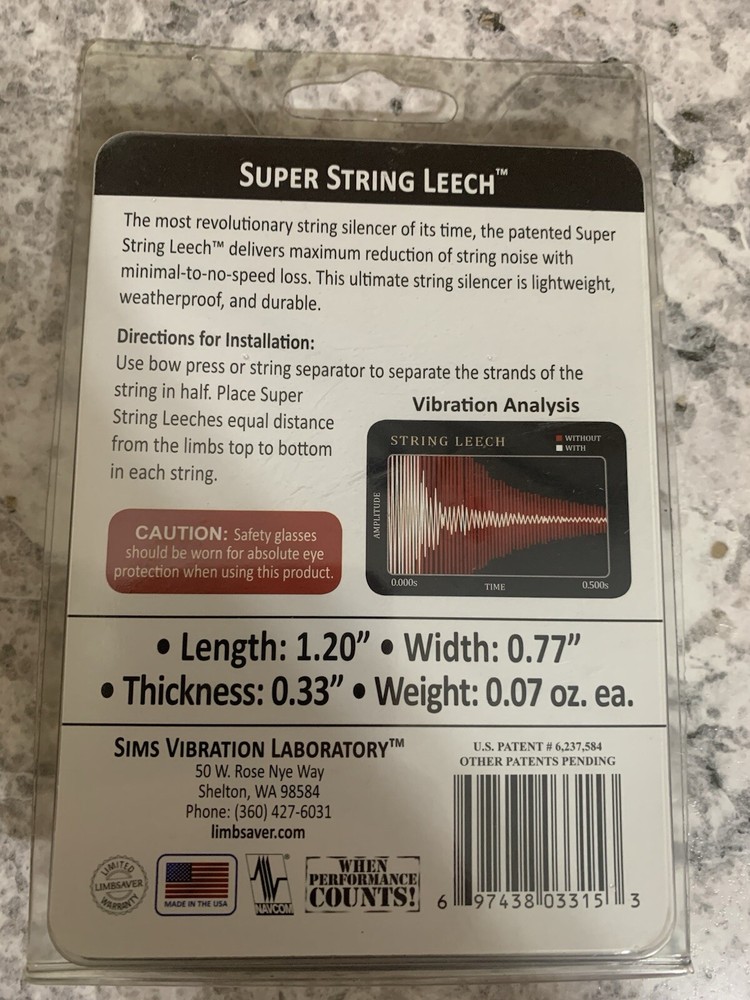 SUPER STRING LEECH™
The most revolutionary string silencer of its time, the patented Super
String Leech™ delivers maximum reduction of string noise with
minimal-to-no-speed loss. This ultimate string silencer is lightweight,
weatherproof, and durable.
Directions for Installation:
Use bow press or string separator to separate the strands of the
string in half. Place Super
String Leeches equal distance
from the limbs top to bottom
in each string.
CAUTION: Safety glasses
should be worn for absolute eye
protection when using this product.
Vibration Analysis
STRING LEECH
WITHOUT
WITH
AMPLITUDE
0.000s
TIME
0.500s
• Length: 1.20” • Width: 0.77”
• Thickness: 0.33” • Weight: 0.07 oz. ea.
SIMS VIBRATION LABORATORY™
50 W. Rose Nye Way
Shelton, WA 98584
Phone: (360) 427-6031
limbsaver.com
LIMITED
LIMBSAVER
WARRANTY
MADE IN THE USA
NAVCOM
®
WHEN
PERFORMANCE
COUNTS!
U.S. PATENT # 6,237,584
OTHER PATENTS PENDING
6 97438 03315 3